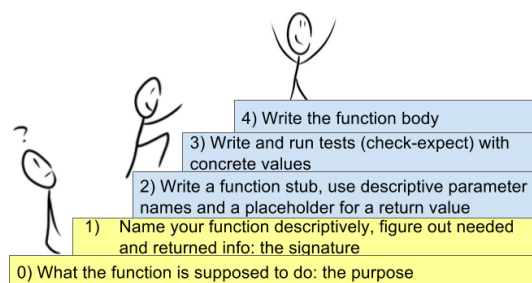 ?
4) Write the function body
3) Write and run tests (check-expect) with
concrete values
2) Write a function stub, use descriptive parameter
names and a placeholder for a return value
1) Name your function descriptively, figure out needed
and returned info: the signature
0) What the function is supposed to do: the purpose